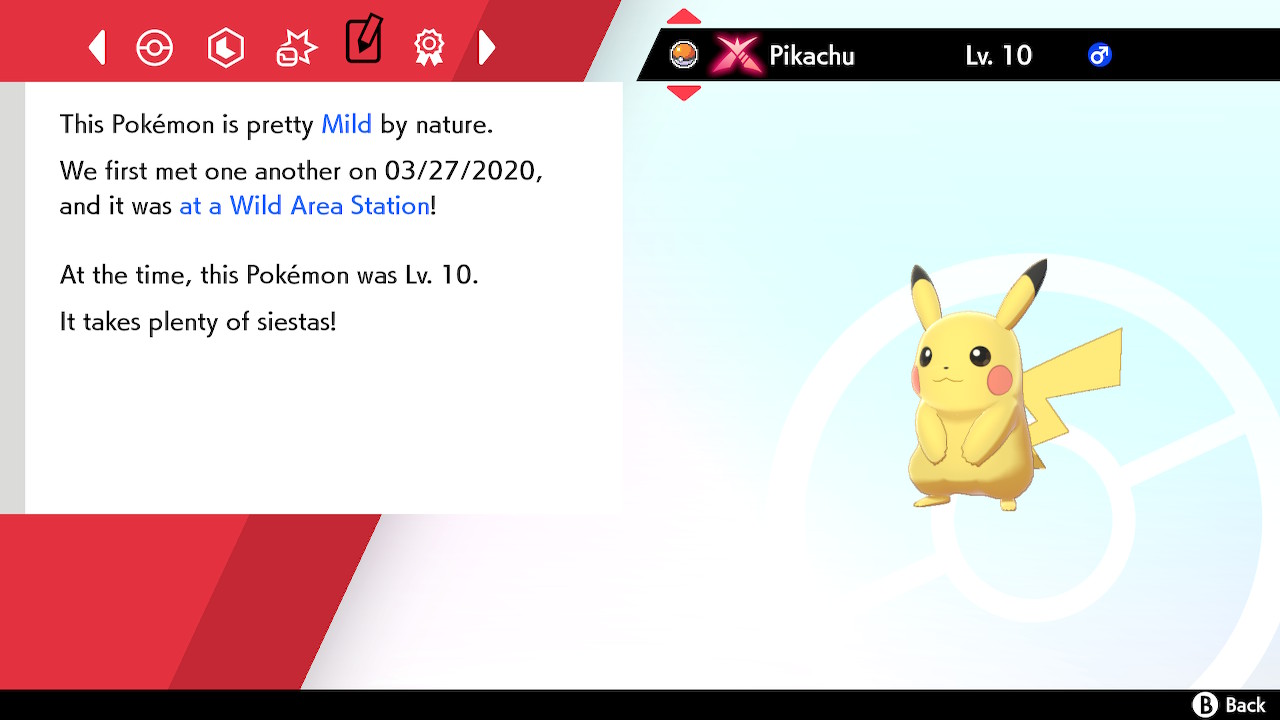 Pikachu Lv. 10 ♂
This Pokémon is pretty Mild by nature.
We first met one another on 03/27/2020,
and it was at a Wild Area Station!
At the time, this Pokémon was Lv. 10.
It takes plenty of siestas!
B Back